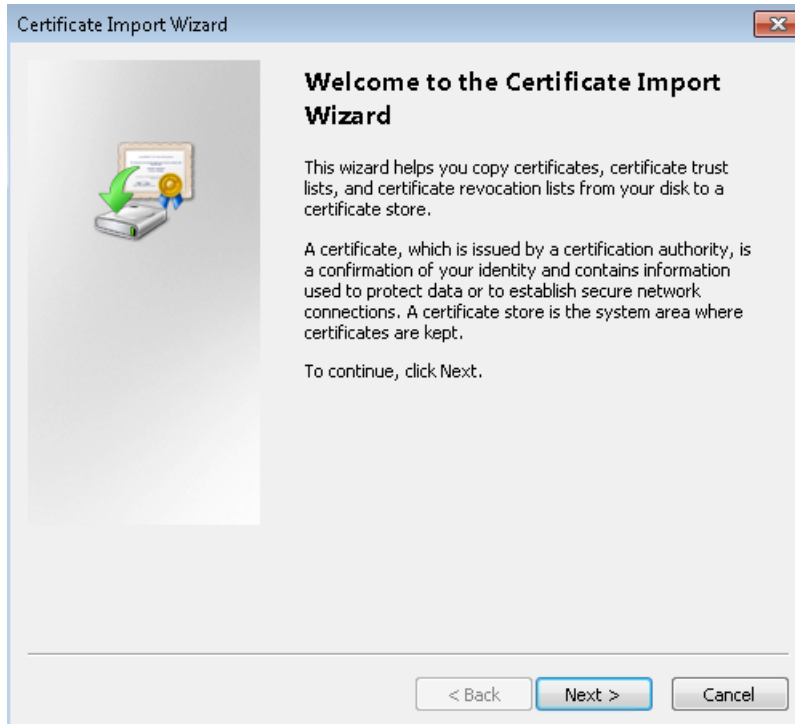 Certificate Import Wizard
Welcome to the Certificate Import
Wizard
This wizard helps you copy certificates, certificate trust
lists, and certificate revocation lists from your disk to a
certificate store.
A certificate, which is issued by a certification authority, is
a confirmation of your identity and contains information
used to protect data or to establish secure network
connections. A certificate store is the system area where
certificates are kept.
To continue, click Next.
< Back Next > Cancel